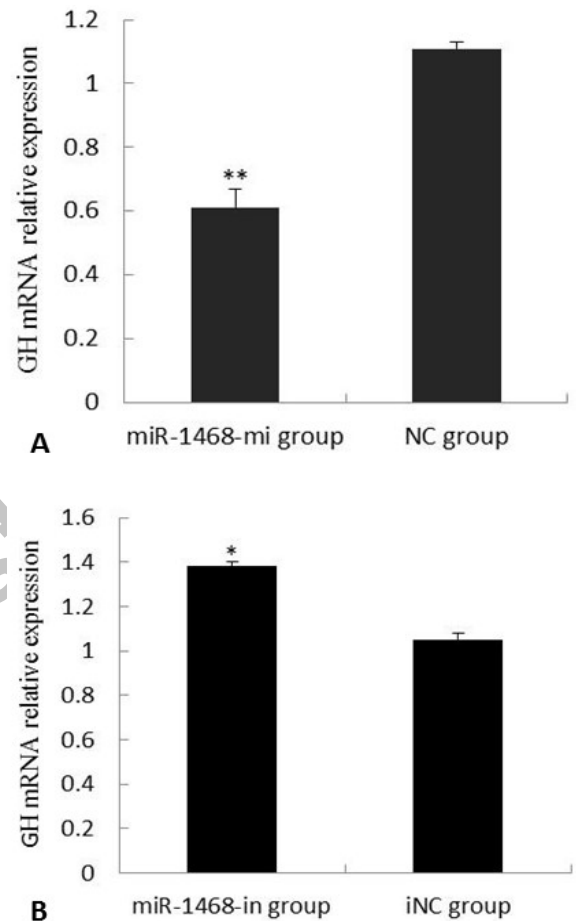 1.2
1
0.8
0.6
0.4
0.2
0
GH mRNA relative expression
**
miR-1468-mi group
NC group
A
1.6
1.4
1.2
1
0.8
0.6
0.4
0.2
0
GH mRNA relative expression
*
miR-1468-in group
iNC group
B